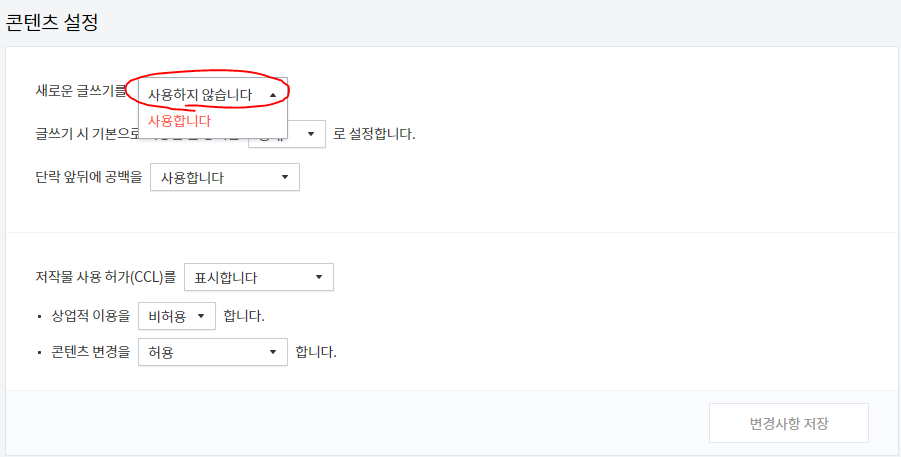 콘텐츠 설정
새로운 글쓰기를 사용하지 않습니다
사용합니다
글쓰기 시 기본으로 로 설정합니다.
단락 앞뒤에 공백을 사용합니다
저작물 사용 허가(CCL)를 표시합니다
• 상업적 이용을 비허용 합니다.
• 콘텐츠 변경을 허용 합니다.
변경사항 저장